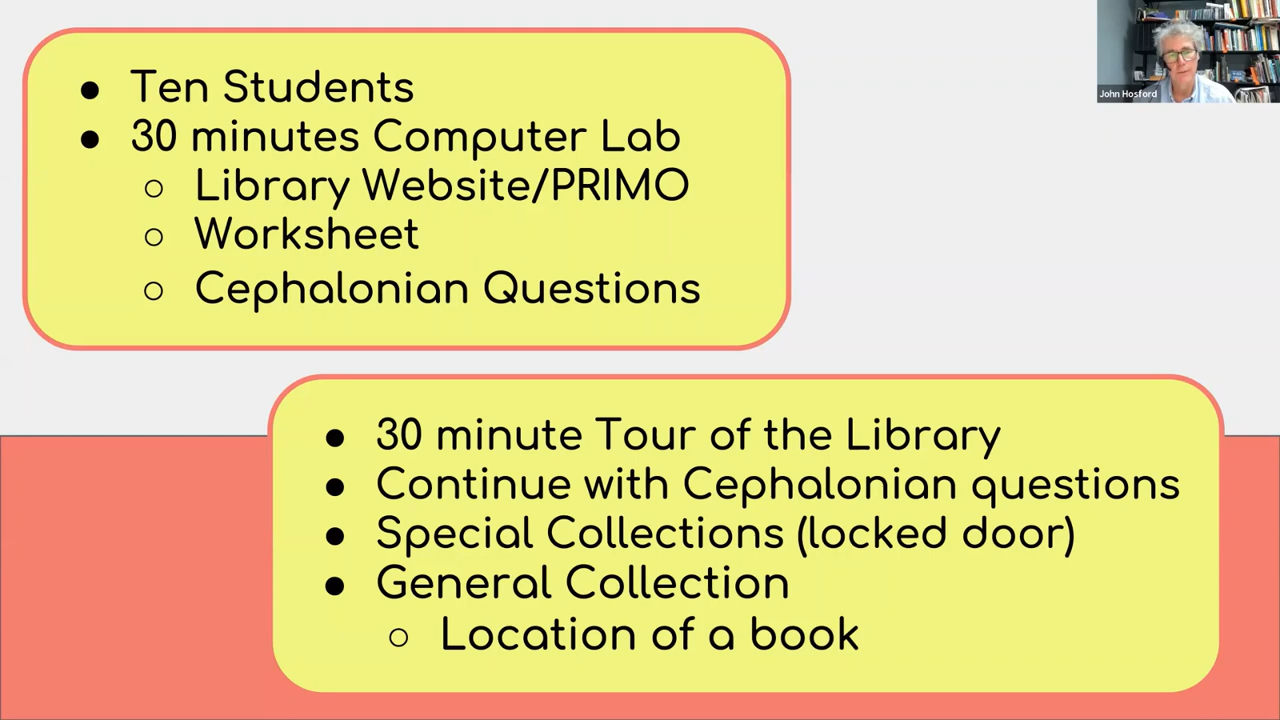 Ten Students
30 minutes Computer Lab
Library Website/PRIMO
Worksheet
Cephalonian Questions
John Hosford
30 minute Tour of the Library
Continue with Cephalonian questions
Special Collections (locked door)
General Collection
Location of a book